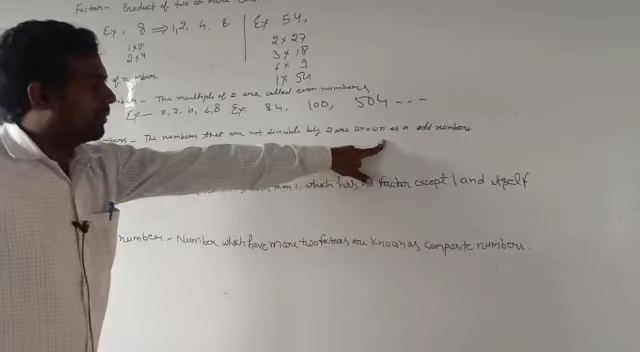 Factor - Product of two or more
Ex, 8 ⇒ 1, 2, 4, 8.
1×8
2×4
Ex 54,
2 × 27
3 × 18
6 × 9
1 × 54
of number
- The multiple of 2 are called even numbers
Ex - 0, 2, 4, 6, 8 Ex 84, 100, 504 ---
- The numbers that are not divisible by 2 are known as a odd numbers
which has no factor except 1 and itself
number - Number which have more two factors are known as composite numbers.